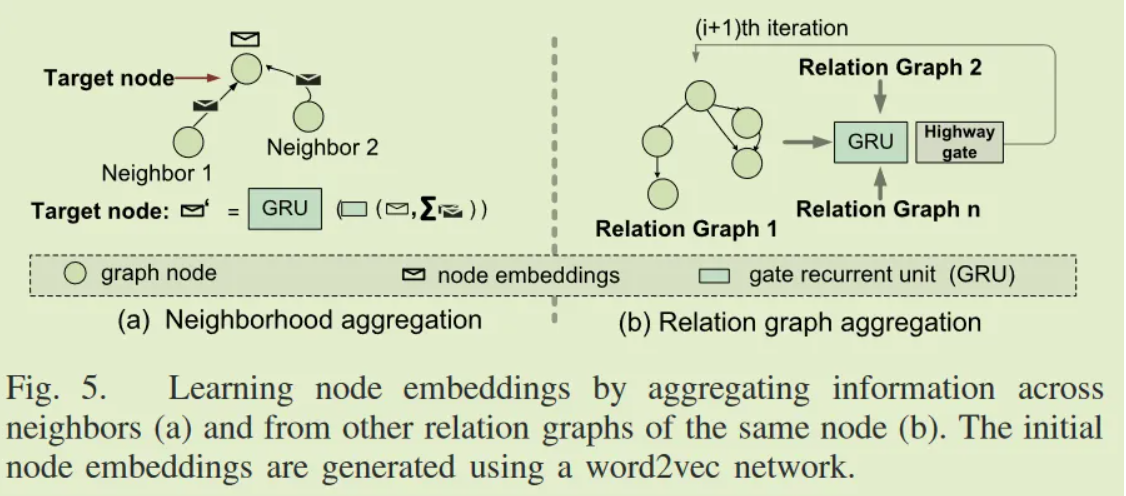 Target node
Neighbor 1
Neighbor 2
Target node: ‘ = GRU ( ( , Σ ) )
(i+1)th iteration
Relation Graph 2
GRU
Highway
gate
Relation Graph 1
Relation Graph n
graph node
node embeddings
gate recurrent unit (GRU)
(a) Neighborhood aggregation
(b) Relation graph aggregation
Fig. 5. Learning node embeddings by aggregating information across
neighbors (a) and from other relation graphs of the same node (b). The initial
node embeddings are generated using a word2vec network.